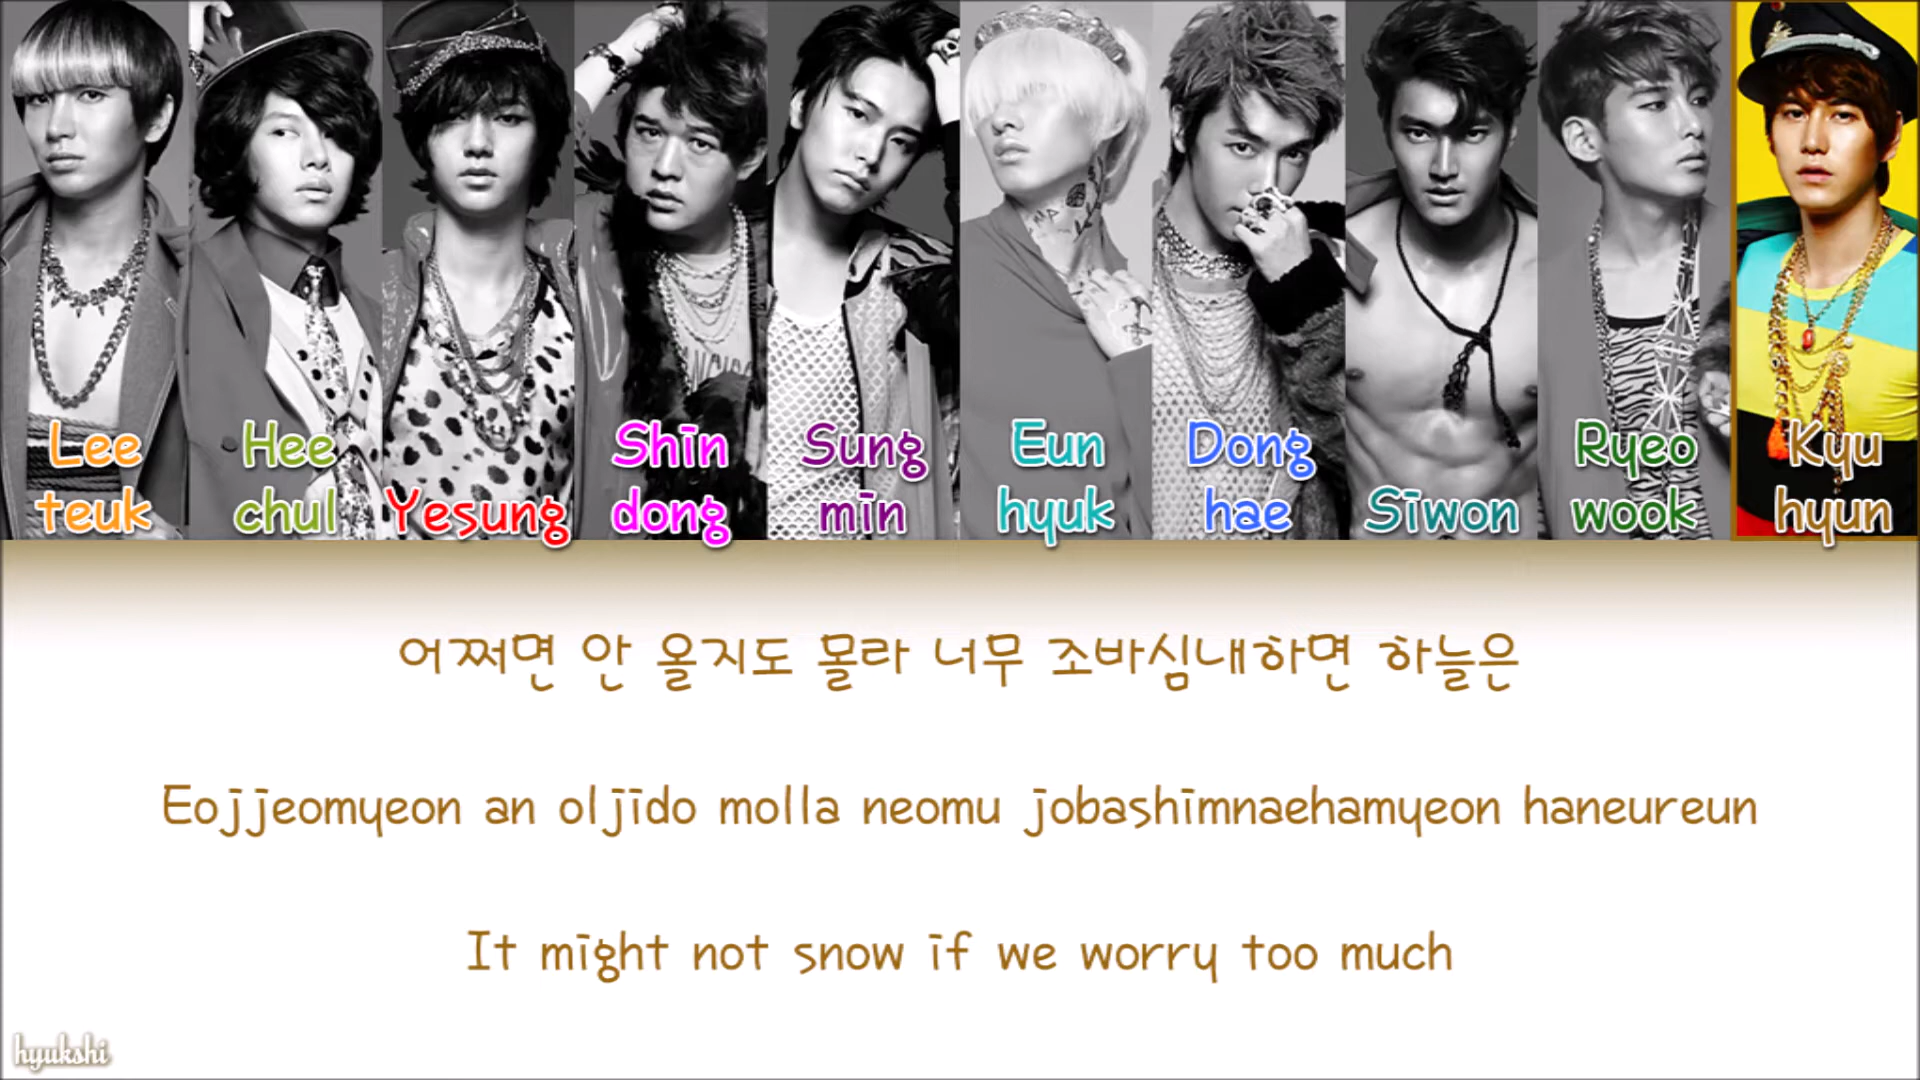 Lee
teuk
Hee
chul
Yesung
Shin
dong
Sung
min
Eun
hyuk
Dong
hae
Siwon
Ryeo
wook
Kyu
hyun
어쩌면 안 올지도 몰라 너무 조바심내하면 하늘은
Eojjeomyeon an oljido molla neomu jobashimnaehamyeon haneureun
It might not snow if we worry too much
hyukshi